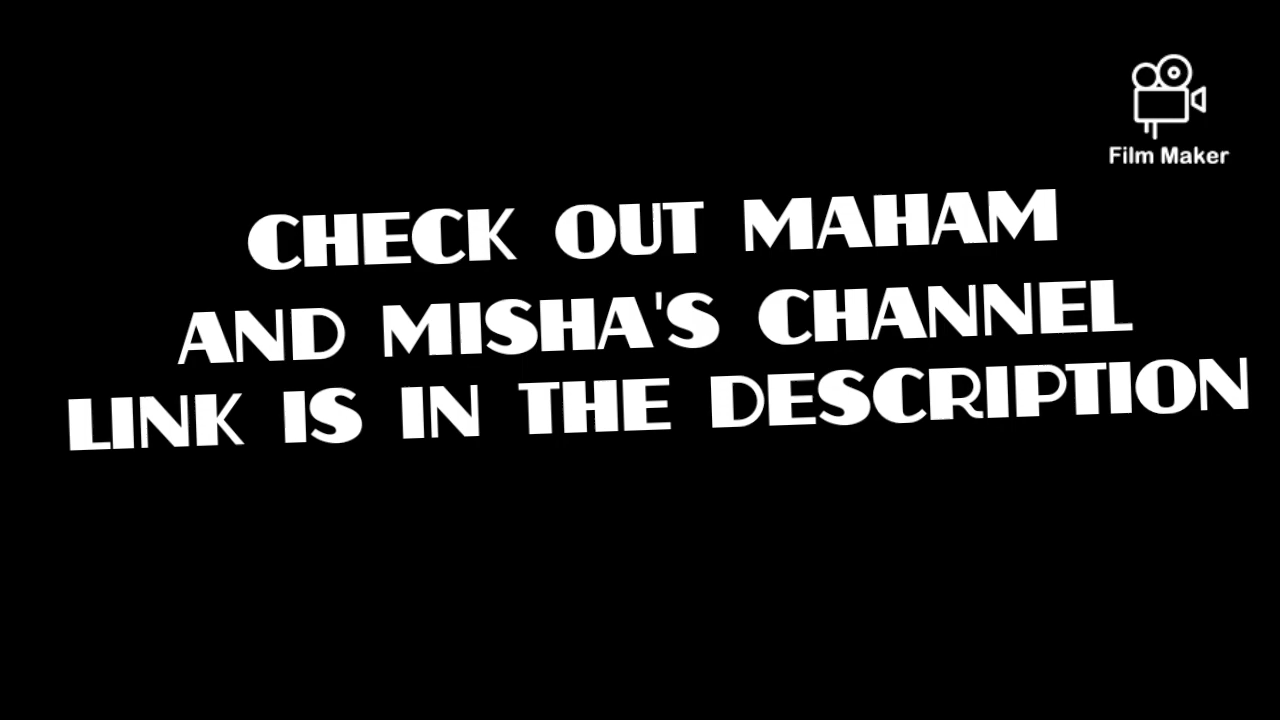 Film Maker
CHECK OUT MAHAM
AND MISHA'S CHANNEL
LINK IS IN THE DESCRIPTION